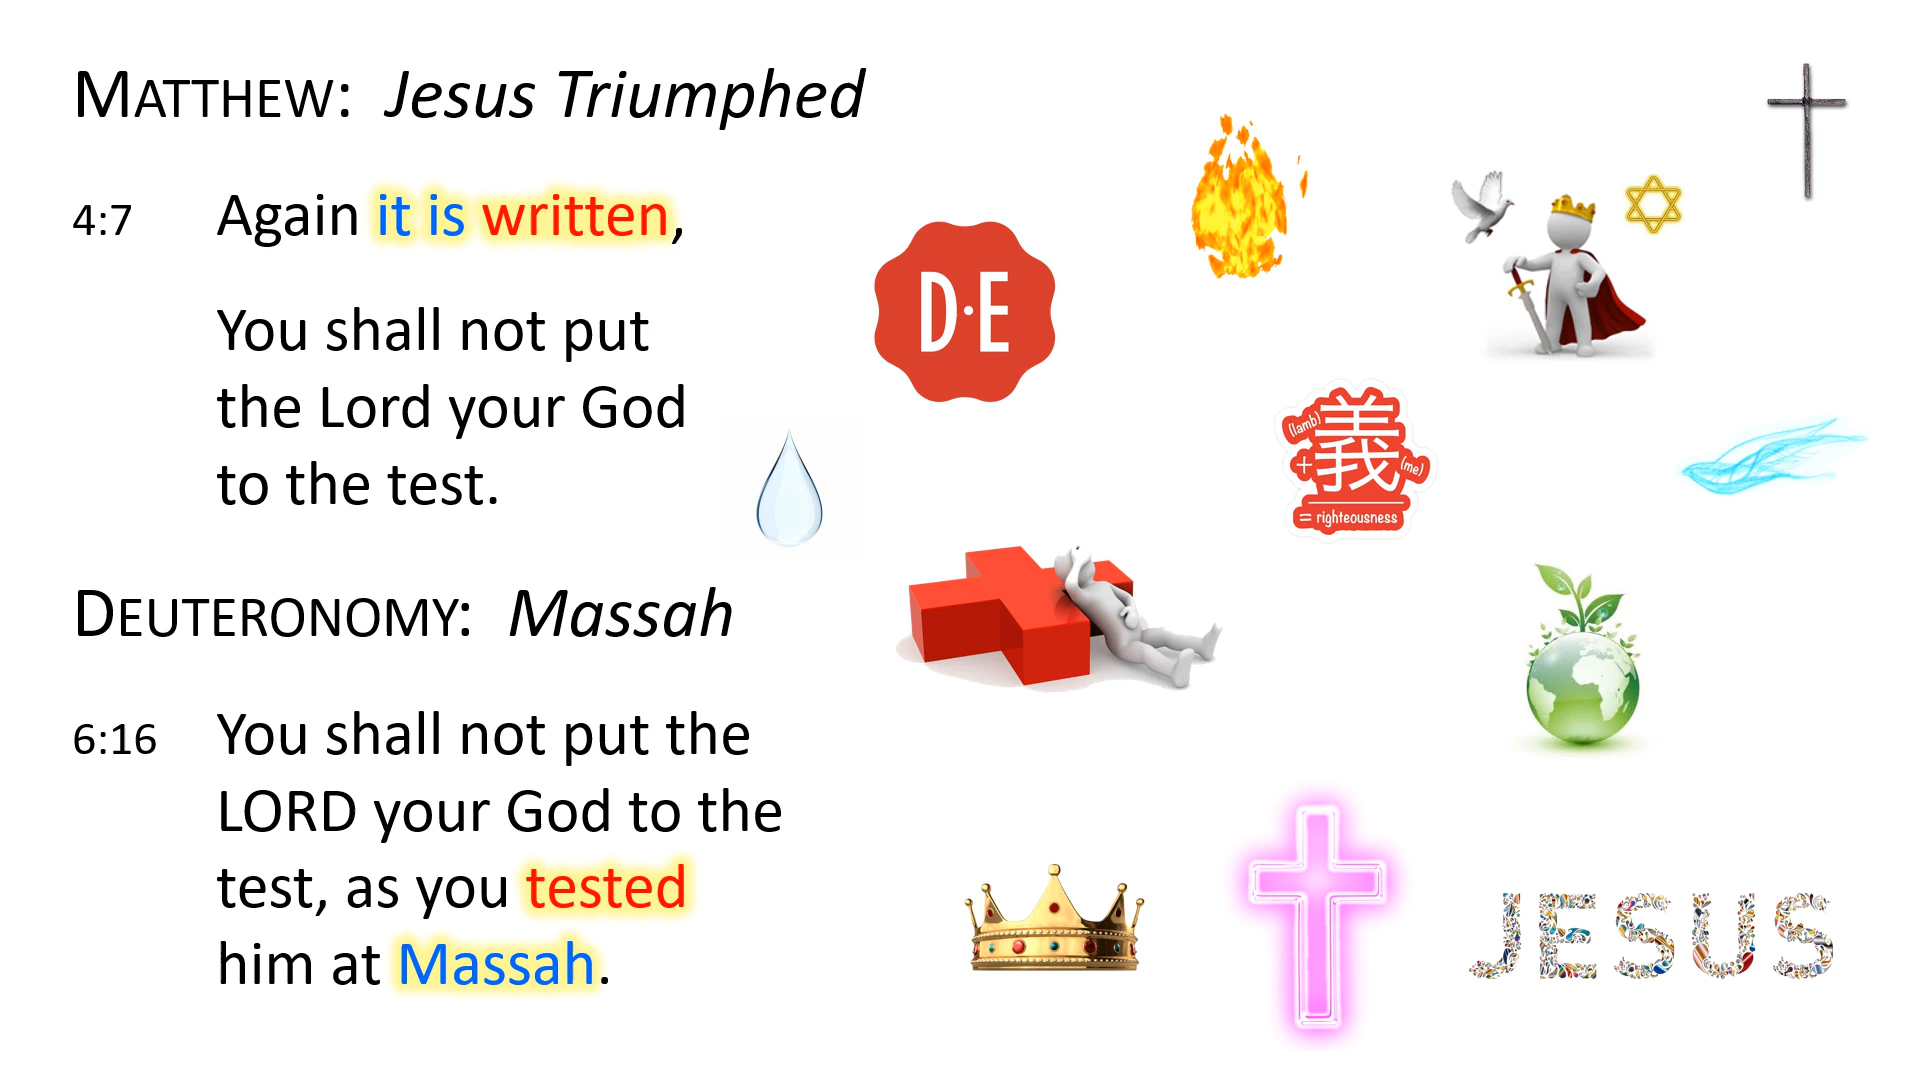 MATTHEW: Jesus Triumphed
4:7 Again it is written,
You shall not put
the Lord your God
to the test.
DEUTERONOMY: Massah
6:16 You shall not put the
LORD your God to the
test, as you tested
him at Massah.
D·E
(lamb)
義
+ (me)
= righteousness
JESUS